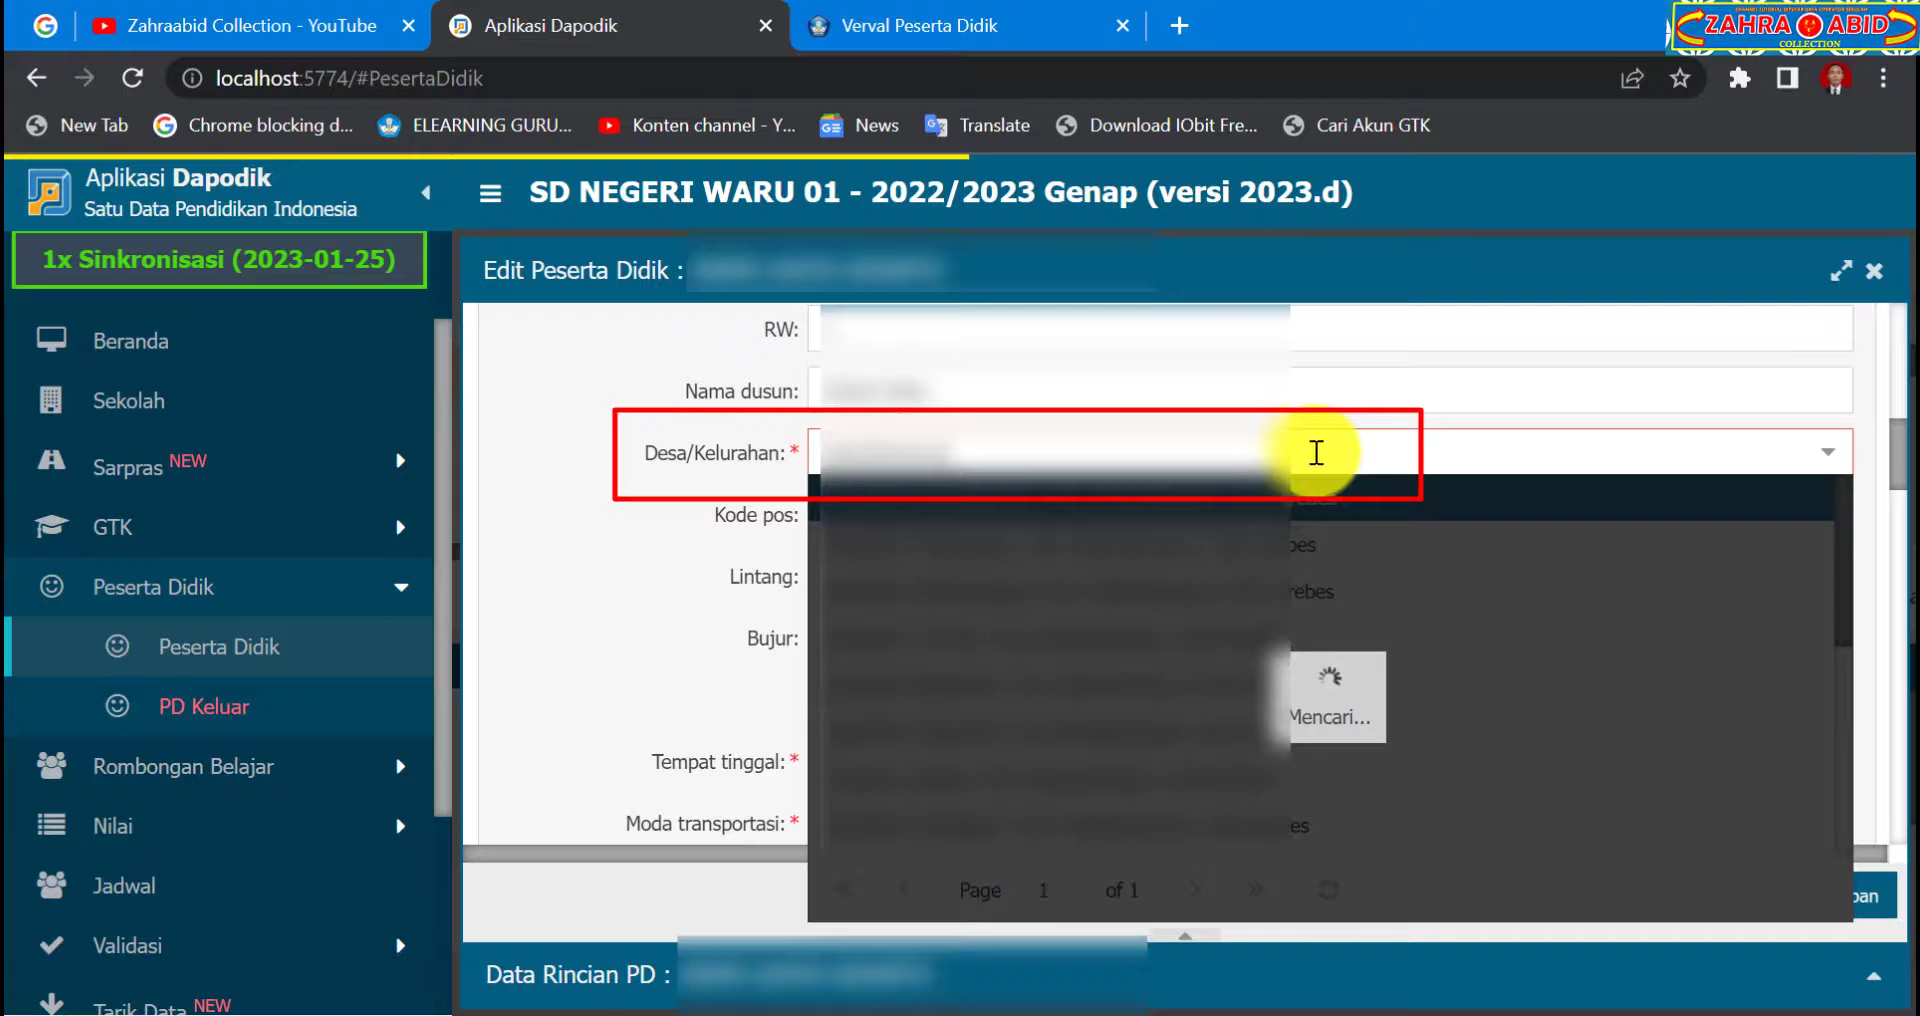 Zahraabid Collection - YouTube
Aplikasi Dapodik
Verval Peserta Didik
ZAHRA ABID
COLLECTION
localhost:5774/#PesertaDidik
New Tab
Chrome blocking d...
ELEARNING GURU...
Konten channel - Y...
News
Translate
Download IObit Fre...
Cari Akun GTK
Aplikasi Dapodik
Satu Data Pendidikan Indonesia
SD NEGERI WARU 01 - 2022/2023 Genap (versi 2023.d)
1x Sinkronisasi (2023-01-25)
Edit Peserta Didik :
Beranda
Sekolah
Sarpras NEW
GTK
Peserta Didik
Peserta Didik
PD Keluar
Rombongan Belajar
Nilai
Jadwal
Validasi
Tarik Data NEW
RW:
Nama dusun:
Desa/Kelurahan: *
Kode pos:
Lintang:
Bujur:
Tempat tinggal: *
Moda transportasi: *
Mencari...
Page 1 of 1
Data Rincian PD :